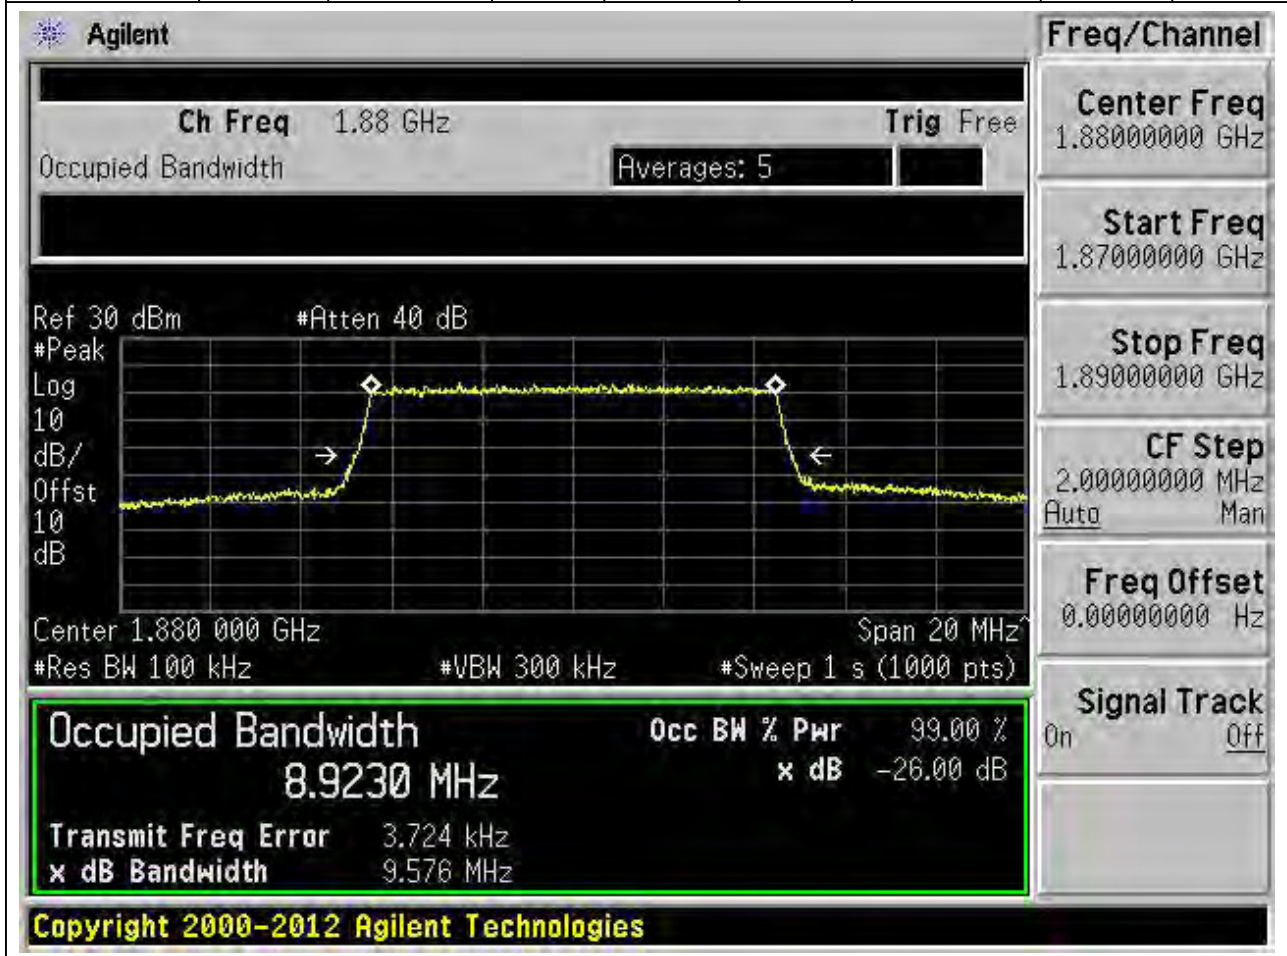 Agilent
Freq/Channel
Ch Freq 1.88 GHz Trig Free
Occupied Bandwidth Averages: 5
Center Freq
1.88000000 GHz
Start Freq
1.87000000 GHz
Stop Freq
1.89000000 GHz
CF Step
2.00000000 MHz
Auto Man
Freq Offset
0.00000000 Hz
Signal Track
On Off
Ref 30 dBm #Atten 40 dB
#Peak
Log
10
dB/
Offst
10
dB
Center 1.880 000 GHz Span 20 MHz^
#Res BW 100 kHz #VBW 300 kHz #Sweep 1 s (1000 pts)
Occupied Bandwidth Occ BW % Pwr 99.00 %
8.9230 MHz x dB -26.00 dB
Transmit Freq Error 3.724 kHz
x dB Bandwidth 9.576 MHz
Copyright 2000-2012 Agilent Technologies